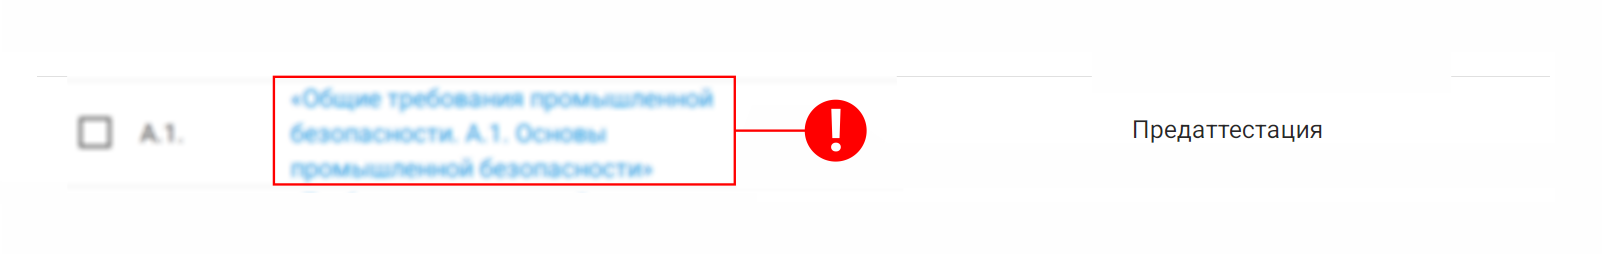 А.1.
«Общие требования промышленной
безопасности. А.1. Основы
промышленной безопасности»
!
Предаттестация